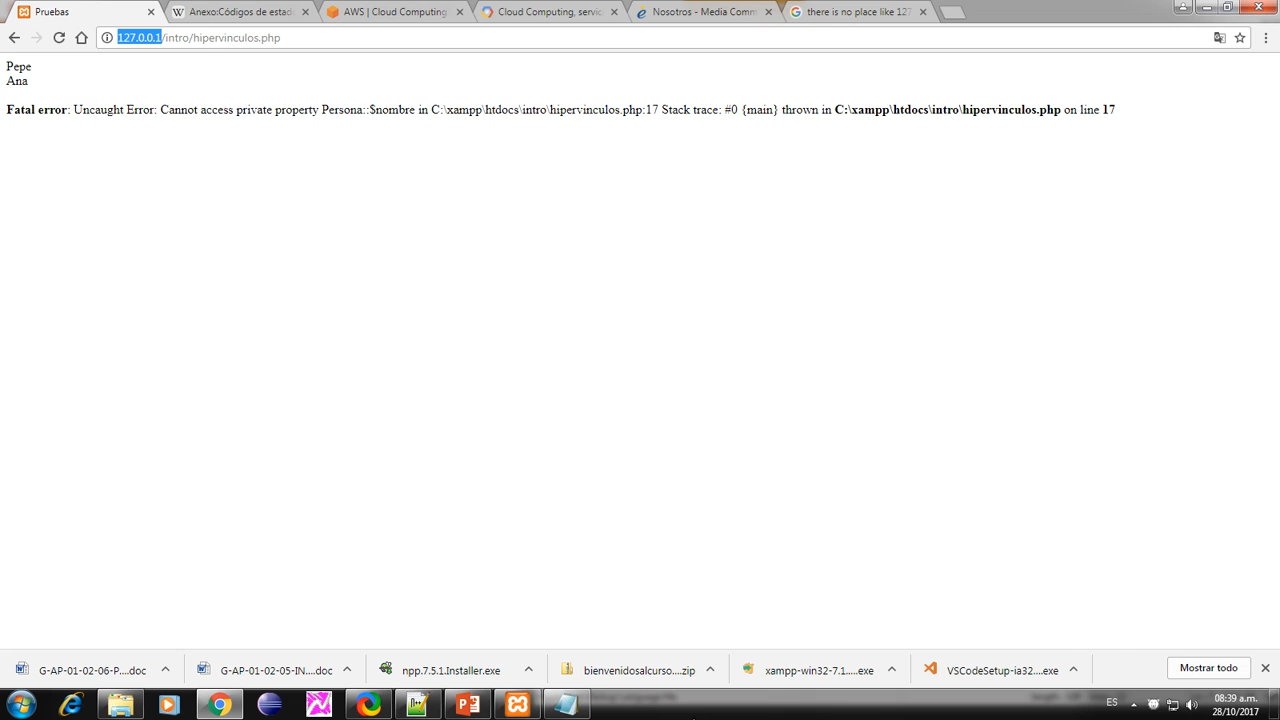 Pruebas
Anexo:Códigos de estad
AWS | Cloud Computing
Cloud Computing, servic
Nosotros - Media Comm
there is no place like 127
127.0.0.1/intro/hipervinculos.php
Pepe
Ana
Fatal error: Uncaught Error: Cannot access private property Persona::$nombre in C:\xampp\htdocs\intro\hipervinculos.php:17 Stack trace: #0 {main} thrown in C:\xampp\htdocs\intro\hipervinculos.php on line 17
G-AP-01-02-06-P....doc
G-AP-01-02-05-IN....doc
npp.7.5.1.Installer.exe
bienvenidosalcurso....zip
xampp-win32-7.1.....exe
VSCodeSetup-ia32....exe
Mostrar todo
ES
08:39 a.m.
28/10/2017